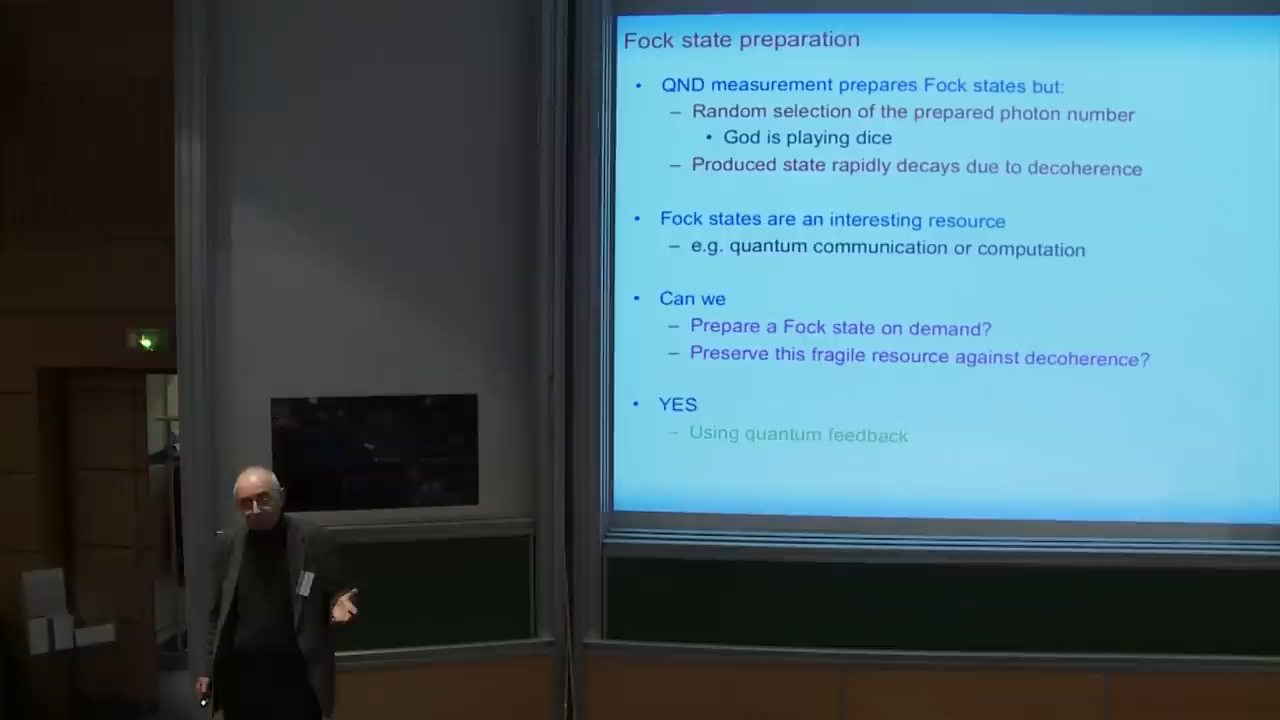 Fock state preparation
• QND measurement prepares Fock states but:
– Random selection of the prepared photon number
• God is playing dice
– Produced state rapidly decays due to decoherence
• Fock states are an interesting resource
– e.g. quantum communication or computation
• Can we
– Prepare a Fock state on demand?
– Preserve this fragile resource against decoherence?
• YES
– Using quantum feedback